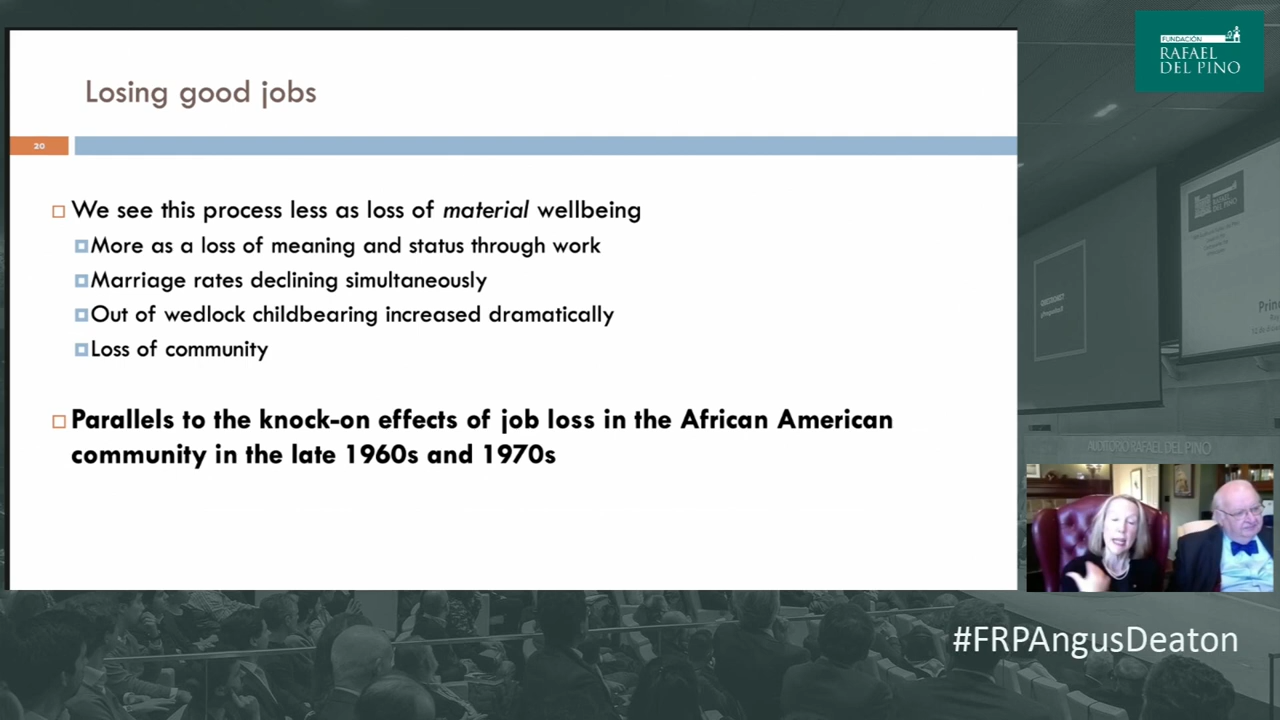 FUNDACIÓN
RAFAEL
DEL PINO
Losing good jobs
20
We see this process less as loss of material wellbeing
More as a loss of meaning and status through work
Marriage rates declining simultaneously
Out of wedlock childbearing increased dramatically
Loss of community
Parallels to the knock-on effects of job loss in the African American
community in the late 1960s and 1970s
AUDITORIO RAFAEL DEL PINO
#FRPAngusDeaton